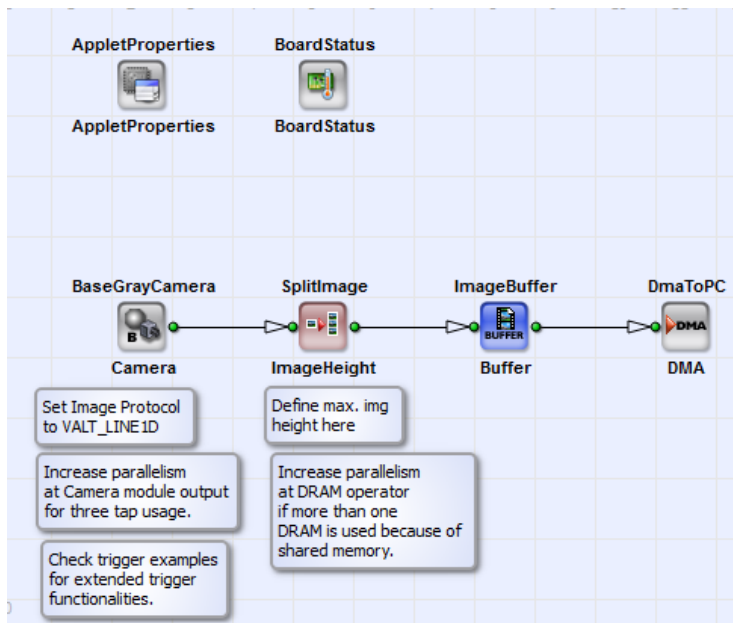 AppletProperties
BoardStatus
AppletProperties
BoardStatus
BaseGrayCamera
SplitImage
ImageBuffer
DmaToPC
B
BUFFER
DMA
Camera
ImageHeight
Buffer
DMA
Set Image Protocol
to VALT_LINE1D
Define max. img
height here
Increase parallelism
at Camera module output
for three tap usage.
Increase parallelism
at DRAM operator
if more than one
DRAM is used because of
shared memory.
Check trigger examples
for extended trigger
functionalities.